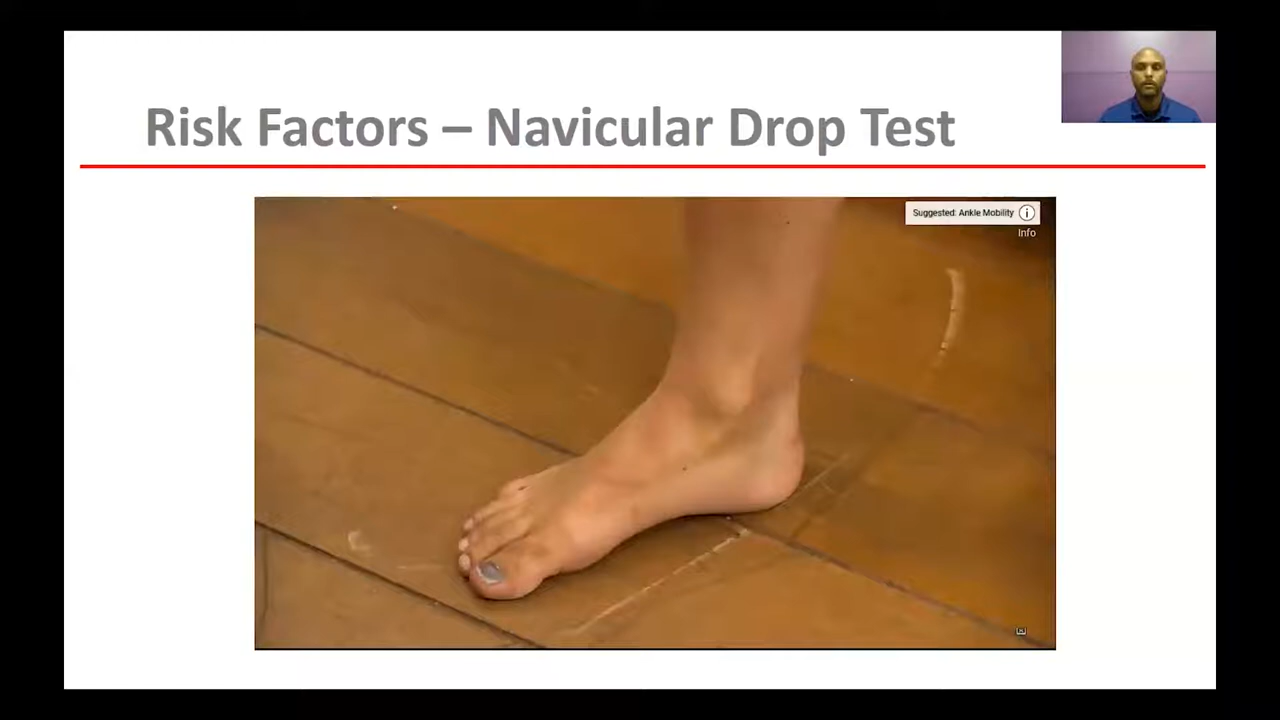 Risk Factors – Navicular Drop Test
Suggested: Ankle Mobility
Info